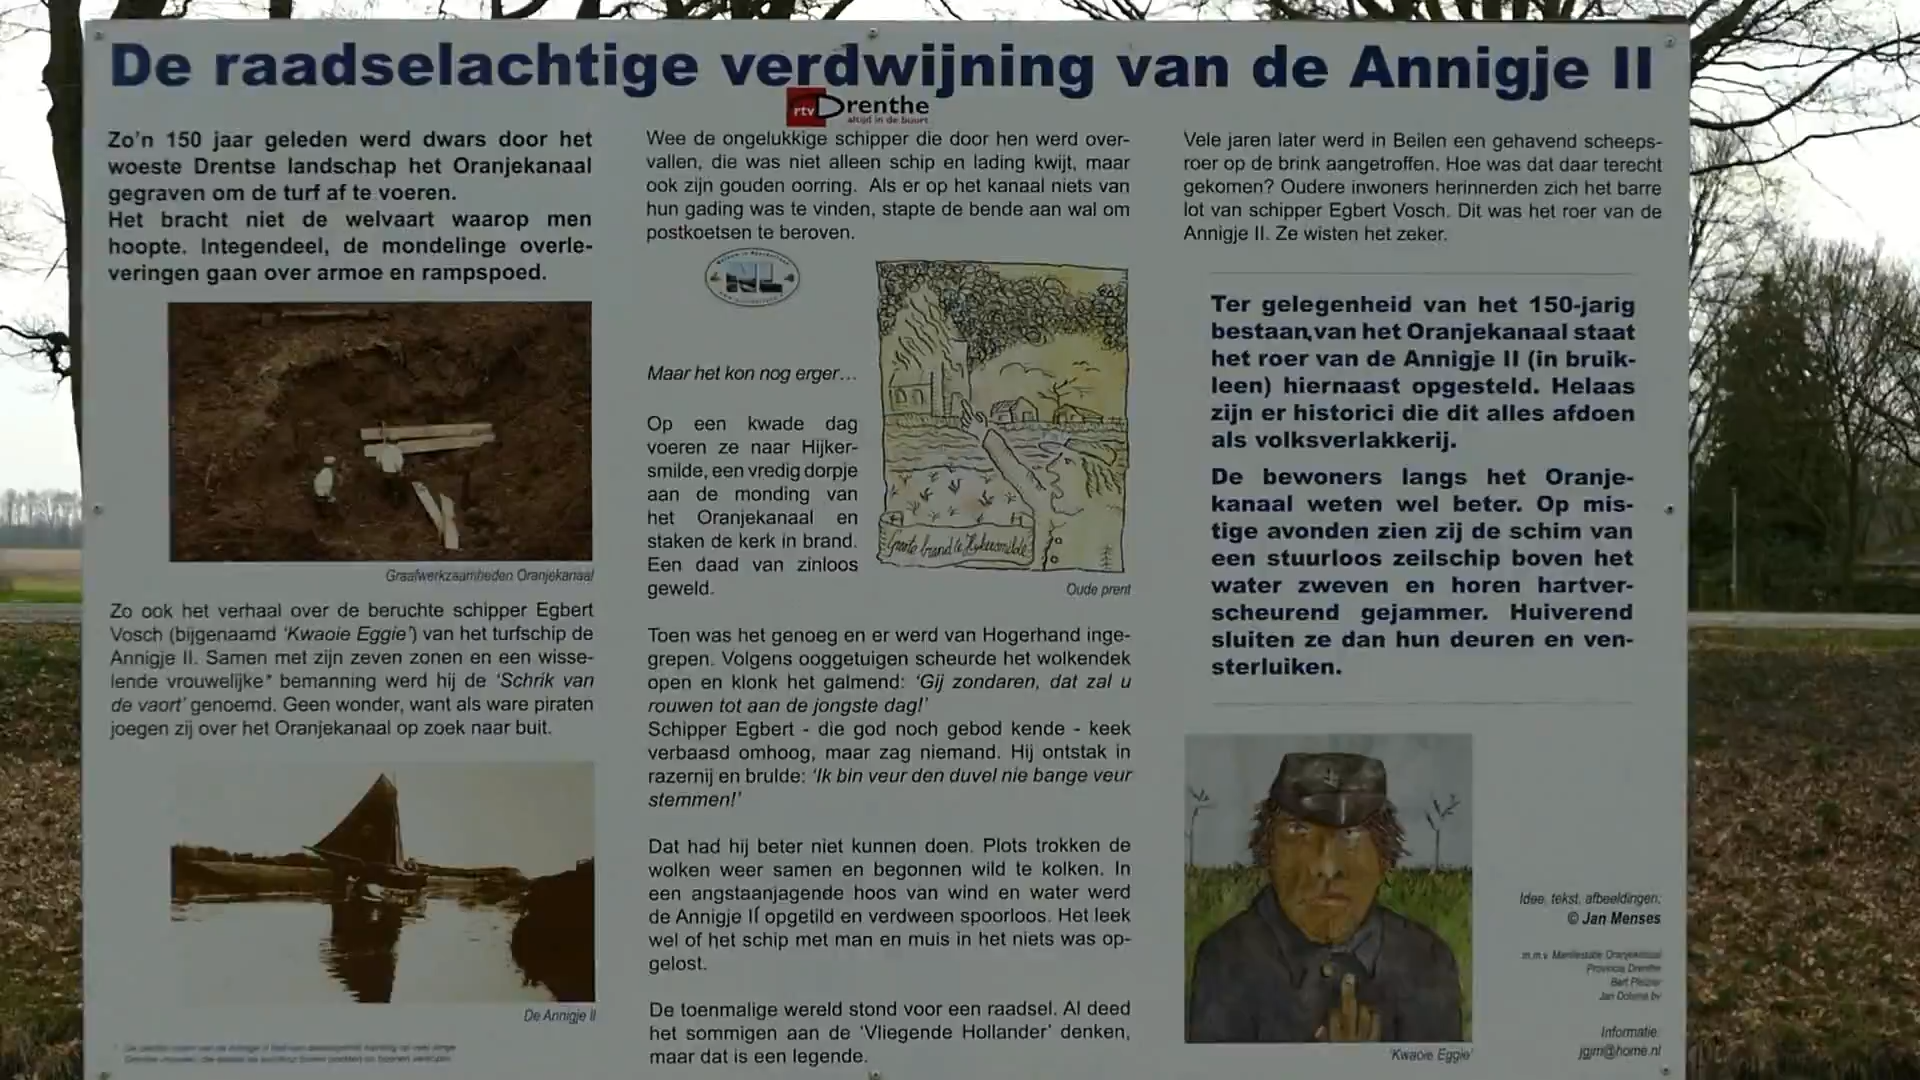 De raadselachtige verdwijning van de Annigje II
rtv Drenthe
altijd in de buurt
Zo'n 150 jaar geleden werd dwars door het
woeste Drentse landschap het Oranjekanaal
gegraven om de turf af te voeren.
Het bracht niet de welvaart waarop men
hoopte. Integendeel, de mondelinge overle-
veringen gaan over armoe en rampspoed.
Graafwerkzaamheden Oranjekanaal
Zo ook het verhaal over de beruchte schipper Egbert
Vosch (bijgenaamd 'Kwaoie Eggie') van het turfschip de
Annigje II. Samen met zijn zeven zonen en een wisse-
lende vrouwelijke* bemanning werd hij de 'Schrik van
de vaort' genoemd. Geen wonder, want als ware piraten
joegen zij over het Oranjekanaal op zoek naar buit.
De Annigje II
Wee de ongelukkige schipper die door hen werd over-
vallen, die was niet alleen schip en lading kwijt, maar
ook zijn gouden oorring. Als er op het kanaal niets van
hun gading was te vinden, stapte de bende aan wal om
postkoetsen te beroven.
Maar het kon nog erger...
Op een kwade dag
voeren ze naar Hijker-
smilde, een vredig dorpje
aan de monding van
het Oranjekanaal en
staken de kerk in brand.
Een daad van zinloos
geweld.
Groote brand te Hijkersmilde
Oude prent
Toen was het genoeg en er werd van Hogerhand inge-
grepen. Volgens ooggetuigen scheurde het wolkendek
open en klonk het galmend: 'Gij zondaren, dat zal u
rouwen tot aan de jongste dag!'
Schipper Egbert - die god noch gebod kende - keek
verbaasd omhoog, maar zag niemand. Hij ontstak in
razernij en brulde: 'Ik bin veur den duvel nie bange veur
stemmen!'
Dat had hij beter niet kunnen doen. Plots trokken de
wolken weer samen en begonnen wild te kolken. In
een angstaanjagende hoos van wind en water werd
de Annigje II opgetild en verdween spoorloos. Het leek
wel of het schip met man en muis in het niets was op-
gelost.
De toenmalige wereld stond voor een raadsel. Al deed
het sommigen aan de 'Vliegende Hollander' denken,
maar dat is een legende.
Vele jaren later werd in Beilen een gehavend scheeps-
roer op de brink aangetroffen. Hoe was dat daar terecht
gekomen? Oudere inwoners herinnerden zich het barre
lot van schipper Egbert Vosch. Dit was het roer van de
Annigje II. Ze wisten het zeker.
Ter gelegenheid van het 150-jarig
bestaan van het Oranjekanaal staat
het roer van de Annigje II (in bruik-
leen) hiernaast opgesteld. Helaas
zijn er historici die dit alles afdoen
als volksverlakkerij.
De bewoners langs het Oranje-
kanaal weten wel beter. Op mis-
tige avonden zien zij de schim van
een stuurloos zeilschip boven het
water zweven en horen hartver-
scheurend gejammer. Huiverend
sluiten ze dan hun deuren en ven-
sterluiken.
'Kwaoie Eggie'
Idee, tekst, afbeeldingen:
© Jan Menses
m.m.v. Manifestatie Oranjekanaal
Provincie Drenthe
Informatie:
jgjm@home.nl